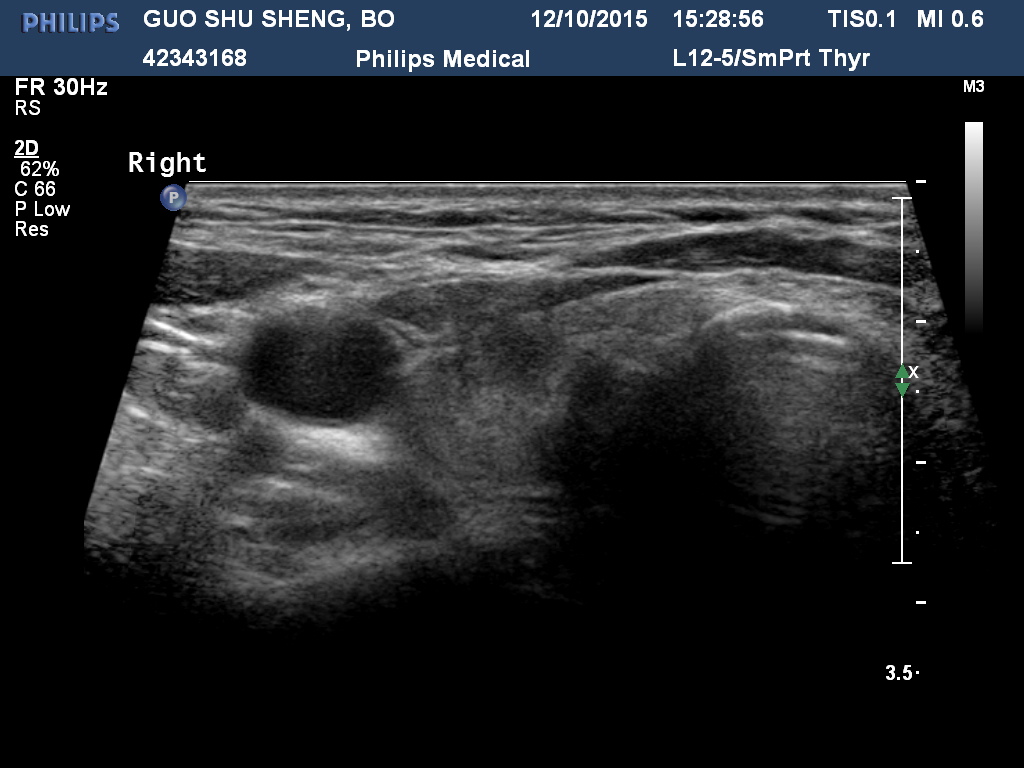 PHILIPS GUO SHU SHENG, BO 12/10/2015 15:28:56 TIS0.1 MI 0.6
42343168 Philips Medical L12-5/SmPrt Thyr
FR 30Hz
RS
M3
2D
62%
C 66
P Low
Res
Right
P
X
3.5